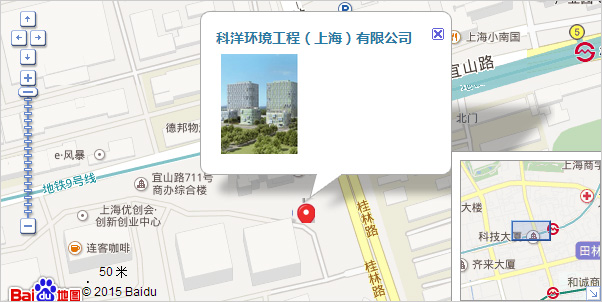 科洋环境工程（上海）有限公司
P
上海小南国
5
宜山路
北门
德邦物
e·风暴
地铁9号线
宜山路711号
商办综合楼
上海优创会·
创新创业中心
桂林路
连客咖啡
桂林路
50 米
Bai du 地图
© 2015 Baidu
上海商
大楼
科技大厦
田林
齐来大厦
和诚商